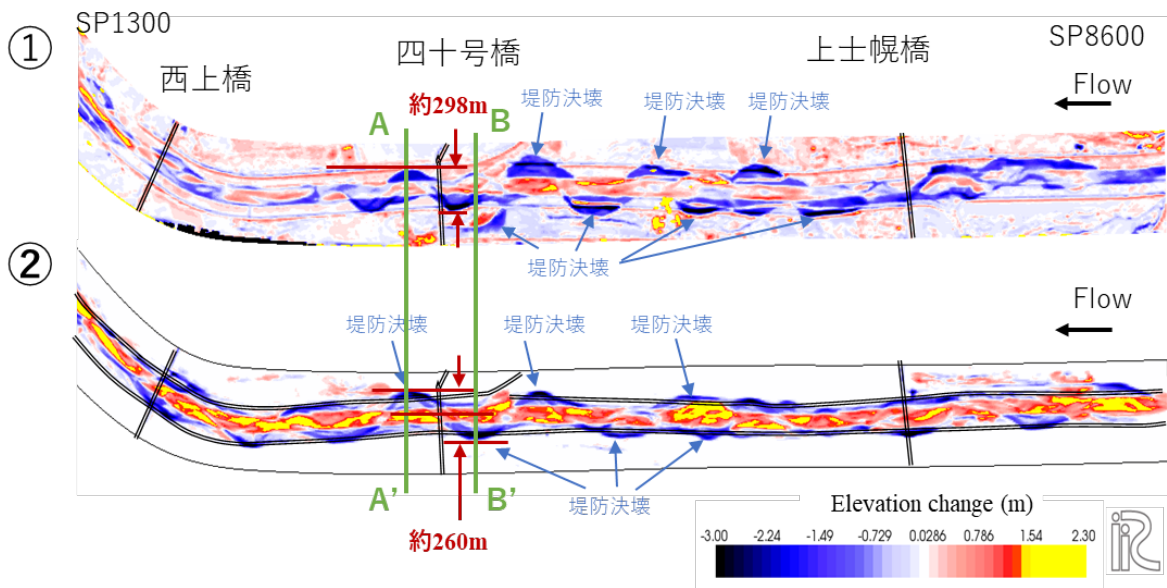 ①
SP1300
西上橋
四十号橋
上士幌橋
SP8600
Flow
約298m
A
B
堤防決壊
堤防決壊
堤防決壊
堤防決壊
②
Flow
堤防決壊
堤防決壊
堤防決壊
堤防決壊
A’
B’
約260m
Elevation change (m)
-3.00 -2.24 -1.49 -0.729 0.0286 0.786 1.54 2.30
iRIC